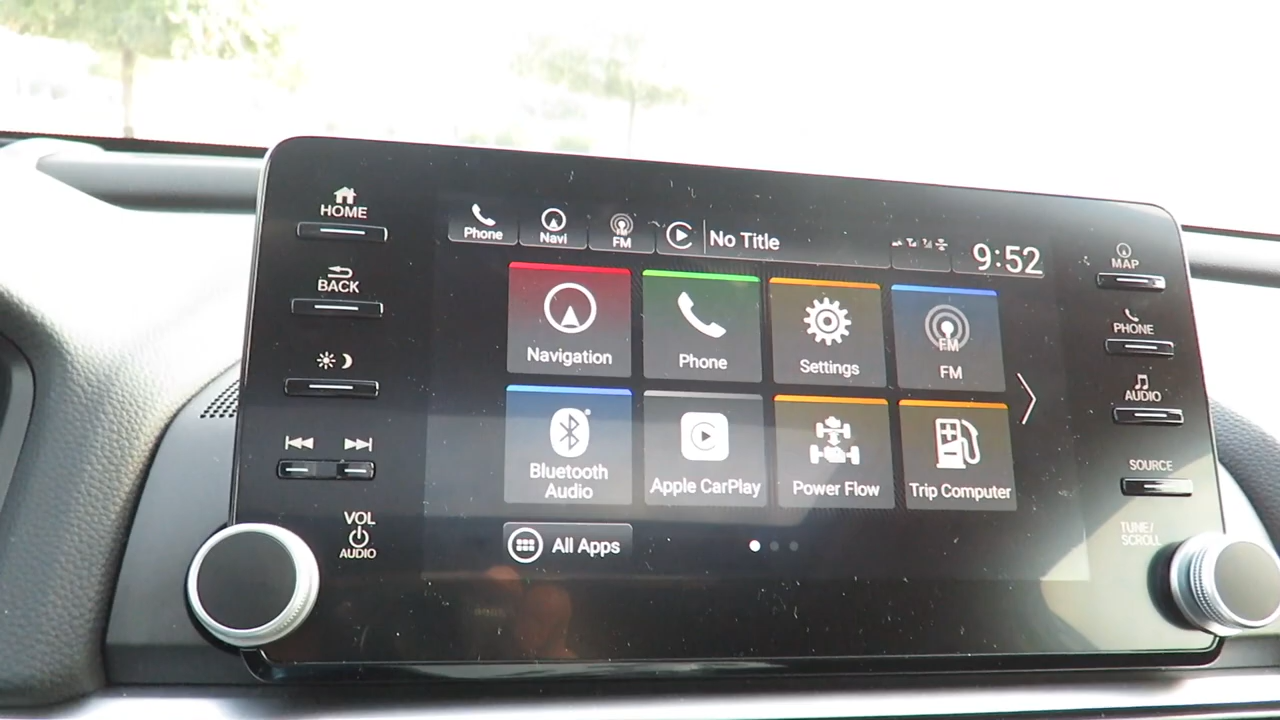 HOME
BACK
VOL
AUDIO
Phone
Navi
FM
No Title
9:52
Navigation
Phone
Settings
FM
FM
Bluetooth
Audio
Apple CarPlay
Power Flow
Trip Computer
All Apps
MAP
PHONE
AUDIO
SOURCE
TUNE/
SCROLL